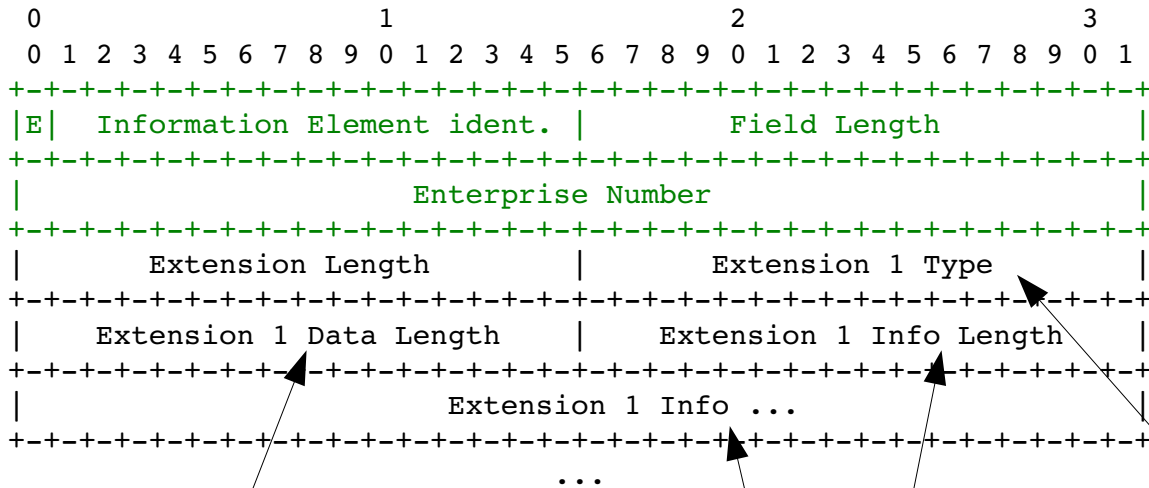 0                   1                   2                   3
0 1 2 3 4 5 6 7 8 9 0 1 2 3 4 5 6 7 8 9 0 1 2 3 4 5 6 7 8 9 0 1
+-+-+-+-+-+-+-+-+-+-+-+-+-+-+-+-+-+-+-+-+-+-+-+-+-+-+-+-+-+-+-+-+
|E|  Information Element ident. |        Field Length           |
+-+-+-+-+-+-+-+-+-+-+-+-+-+-+-+-+-+-+-+-+-+-+-+-+-+-+-+-+-+-+-+-+
|                      Enterprise Number                        |
+-+-+-+-+-+-+-+-+-+-+-+-+-+-+-+-+-+-+-+-+-+-+-+-+-+-+-+-+-+-+-+-+
|       Extension Length        |       Extension 1 Type        |
+-+-+-+-+-+-+-+-+-+-+-+-+-+-+-+-+-+-+-+-+-+-+-+-+-+-+-+-+-+-+-+-+
|    Extension 1 Data Length    |    Extension 1 Info Length    |
+-+-+-+-+-+-+-+-+-+-+-+-+-+-+-+-+-+-+-+-+-+-+-+-+-+-+-+-+-+-+-+-+
|                        Extension 1 Info ...                   |
+-+-+-+-+-+-+-+-+-+-+-+-+-+-+-+-+-+-+-+-+-+-+-+-+-+-+-+-+-+-+-+-+
...